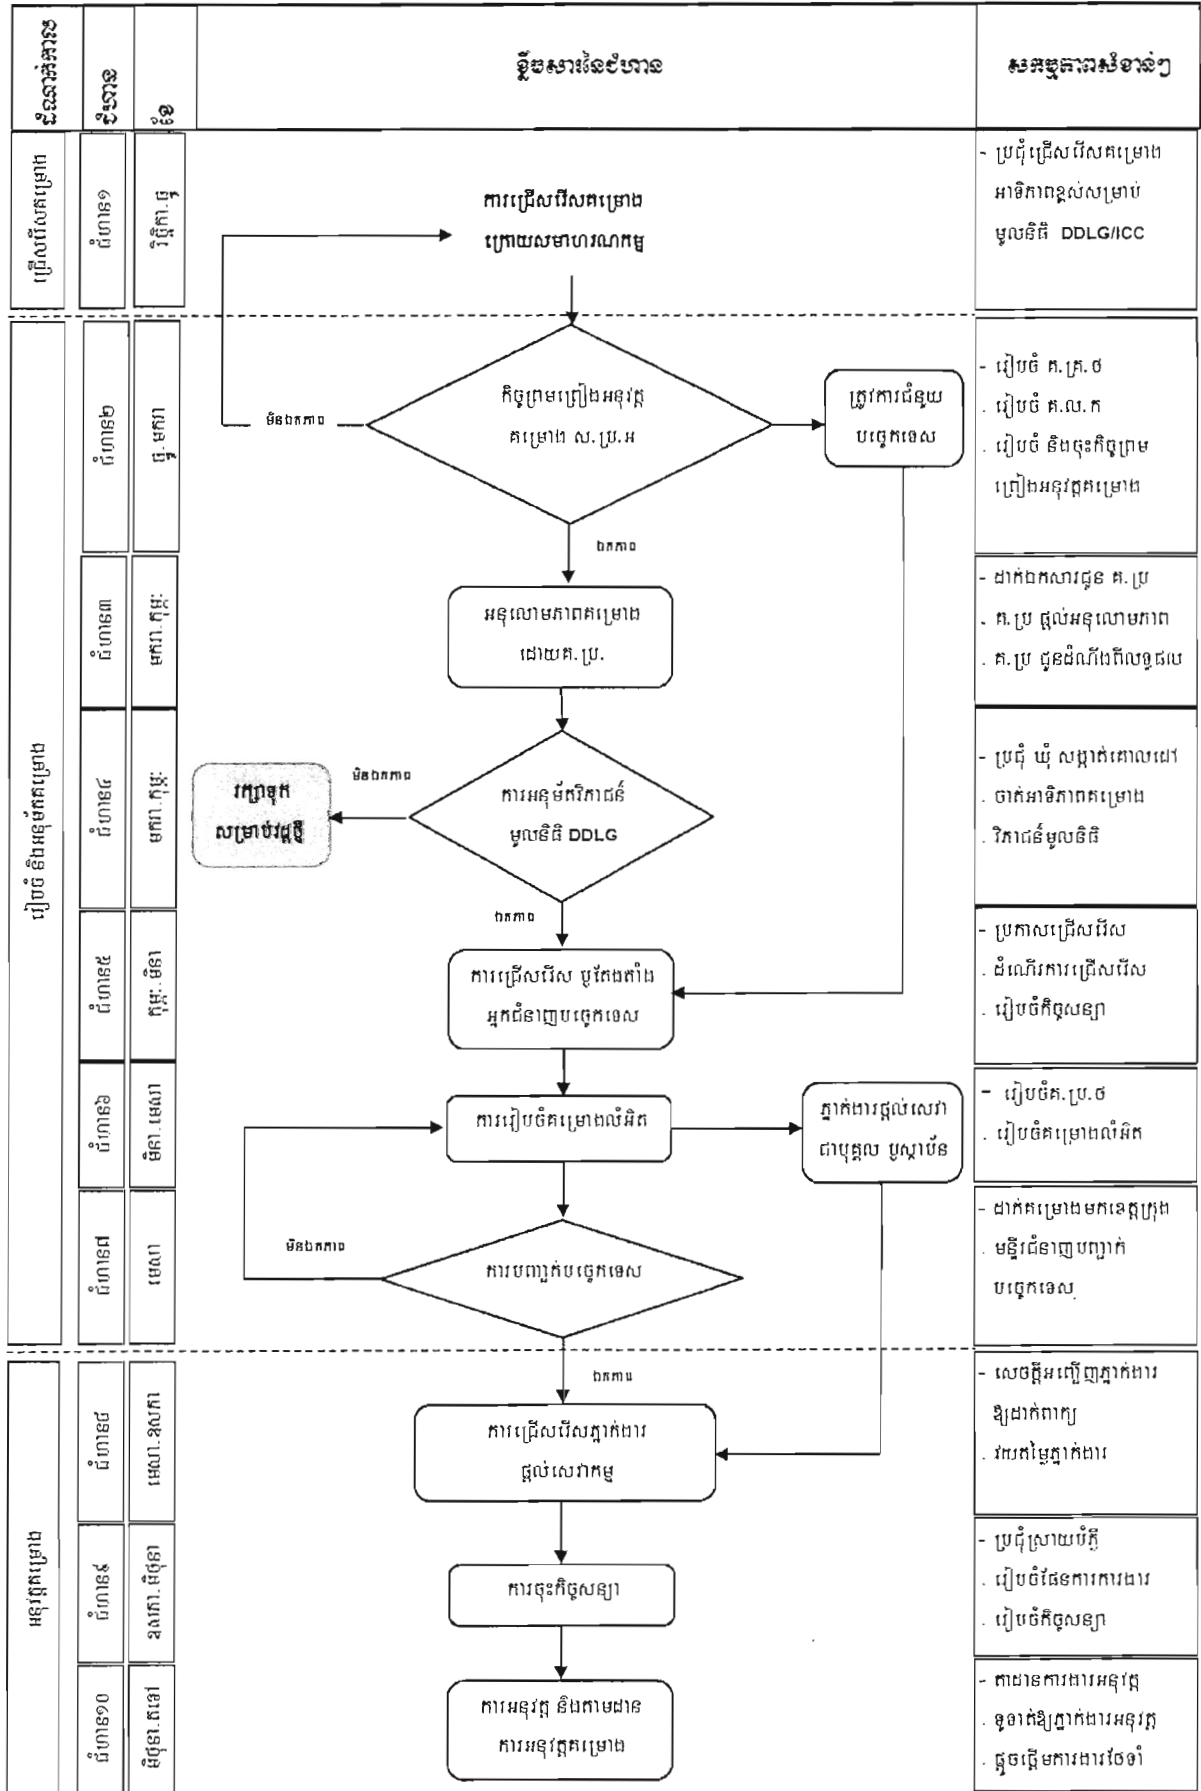 ដំណាក់កាល
ជំហាន
ខែ
ខ្លឹមសារនៃជំហាន
សកម្មភាពសំខាន់ៗ
ជ្រើសរើសគម្រោង
ជំហាន១
វិច្ឆិកា.ធ្នូ
ការជ្រើសរើសគម្រោង
ក្រោយសមាហរណកម្ម
- ប្រជុំជ្រើសរើសគម្រោង
អាទិភាពខ្ពស់សម្រាប់
មូលនិធិ DDLG/ICC
រៀបចំ និងអនុម័តគម្រោង
ជំហាន២
ធ្នូ.មករា
មិនឯកភាព
កិច្ចព្រមព្រៀងអនុវត្ត
គម្រោង ស.ប្រ.អ
ត្រូវការជំនួយ
បច្ចេកទេស
- រៀបចំ គ.គ្រ.ថ
. រៀបចំ គ.ល.ក
. រៀបចំ និងចុះកិច្ចព្រម
ព្រៀងអនុវត្តគម្រោង
ឯកភាព
ជំហាន៣
មករា.កុម្ភៈ
អនុលោមភាពគម្រោង
ដោយគ.ប្រ.
- ដាក់ឯកសារជូន គ.ប្រ
. គ.ប្រ ផ្តល់អនុលោមភាព
. គ.ប្រ ជូនដំណឹងពីលទ្ធផល
ជំហាន៤
មករា.កុម្ភៈ
រក្សាទុក
សម្រាប់វដ្តថ្មី
មិនឯកភាព
ការអនុម័តវិភាជន៍
មូលនិធិ DDLG
- ប្រជុំ ឃុំ សង្កាត់គោលដៅ
. ចាត់អាទិភាពគម្រោង
. វិភាជន៍មូលនិធិ
ឯកភាព
ជំហាន៥
កុម្ភៈ.មិនា
ការជ្រើសរើស ឬតែងតាំង
អ្នកជំនាញបច្ចេកទេស
- ប្រកាសជ្រើសរើស
. ដំណើរការជ្រើសរើស
. រៀបចំកិច្ចសន្យា
ជំហាន៦
មិនា.មេសា
ការរៀបចំគម្រោងលំអិត
ភ្នាក់ងារផ្តល់សេវា
ជាបុគ្គល ឬស្ថាប័ន
- រៀបចំគ.ប្រ.ថ
. រៀបចំគម្រោងលំអិត
ជំហាន៧
មេសា
មិនឯកភាព
ការបញ្ជាក់បច្ចេកទេស
- ដាក់គម្រោងមកខេត្តក្រុង
. មន្ទីរជំនាញបញ្ជាក់
បច្ចេកទេស
ឯកភាព
អនុវត្តគម្រោង
ជំហាន៨
មេសា.ឧសភា
ការជ្រើសរើសភ្នាក់ងារ
ផ្តល់សេវាកម្ម
- សេចក្តីអញ្ជើញភ្នាក់ងារ
ឱ្យដាក់ពាក្យ
. វាយតម្លៃភ្នាក់ងារ
ជំហាន៩
ឧសភា.មិថុនា
ការចុះកិច្ចសន្យា
- ប្រជុំស្រាយបំភ្លឺ
. រៀបចំផែនការការងារ
. រៀបចំកិច្ចសន្យា
ជំហាន១០
មិថុនា.តទៅ
ការអនុវត្ត និងតាមដាន
ការអនុវត្តគម្រោង
- តាដានការងារអនុវត្ត
. ទូទាត់ឱ្យភ្នាក់ងារអនុវត្ត
. ផ្តួចផ្តើមការងារថែទាំ